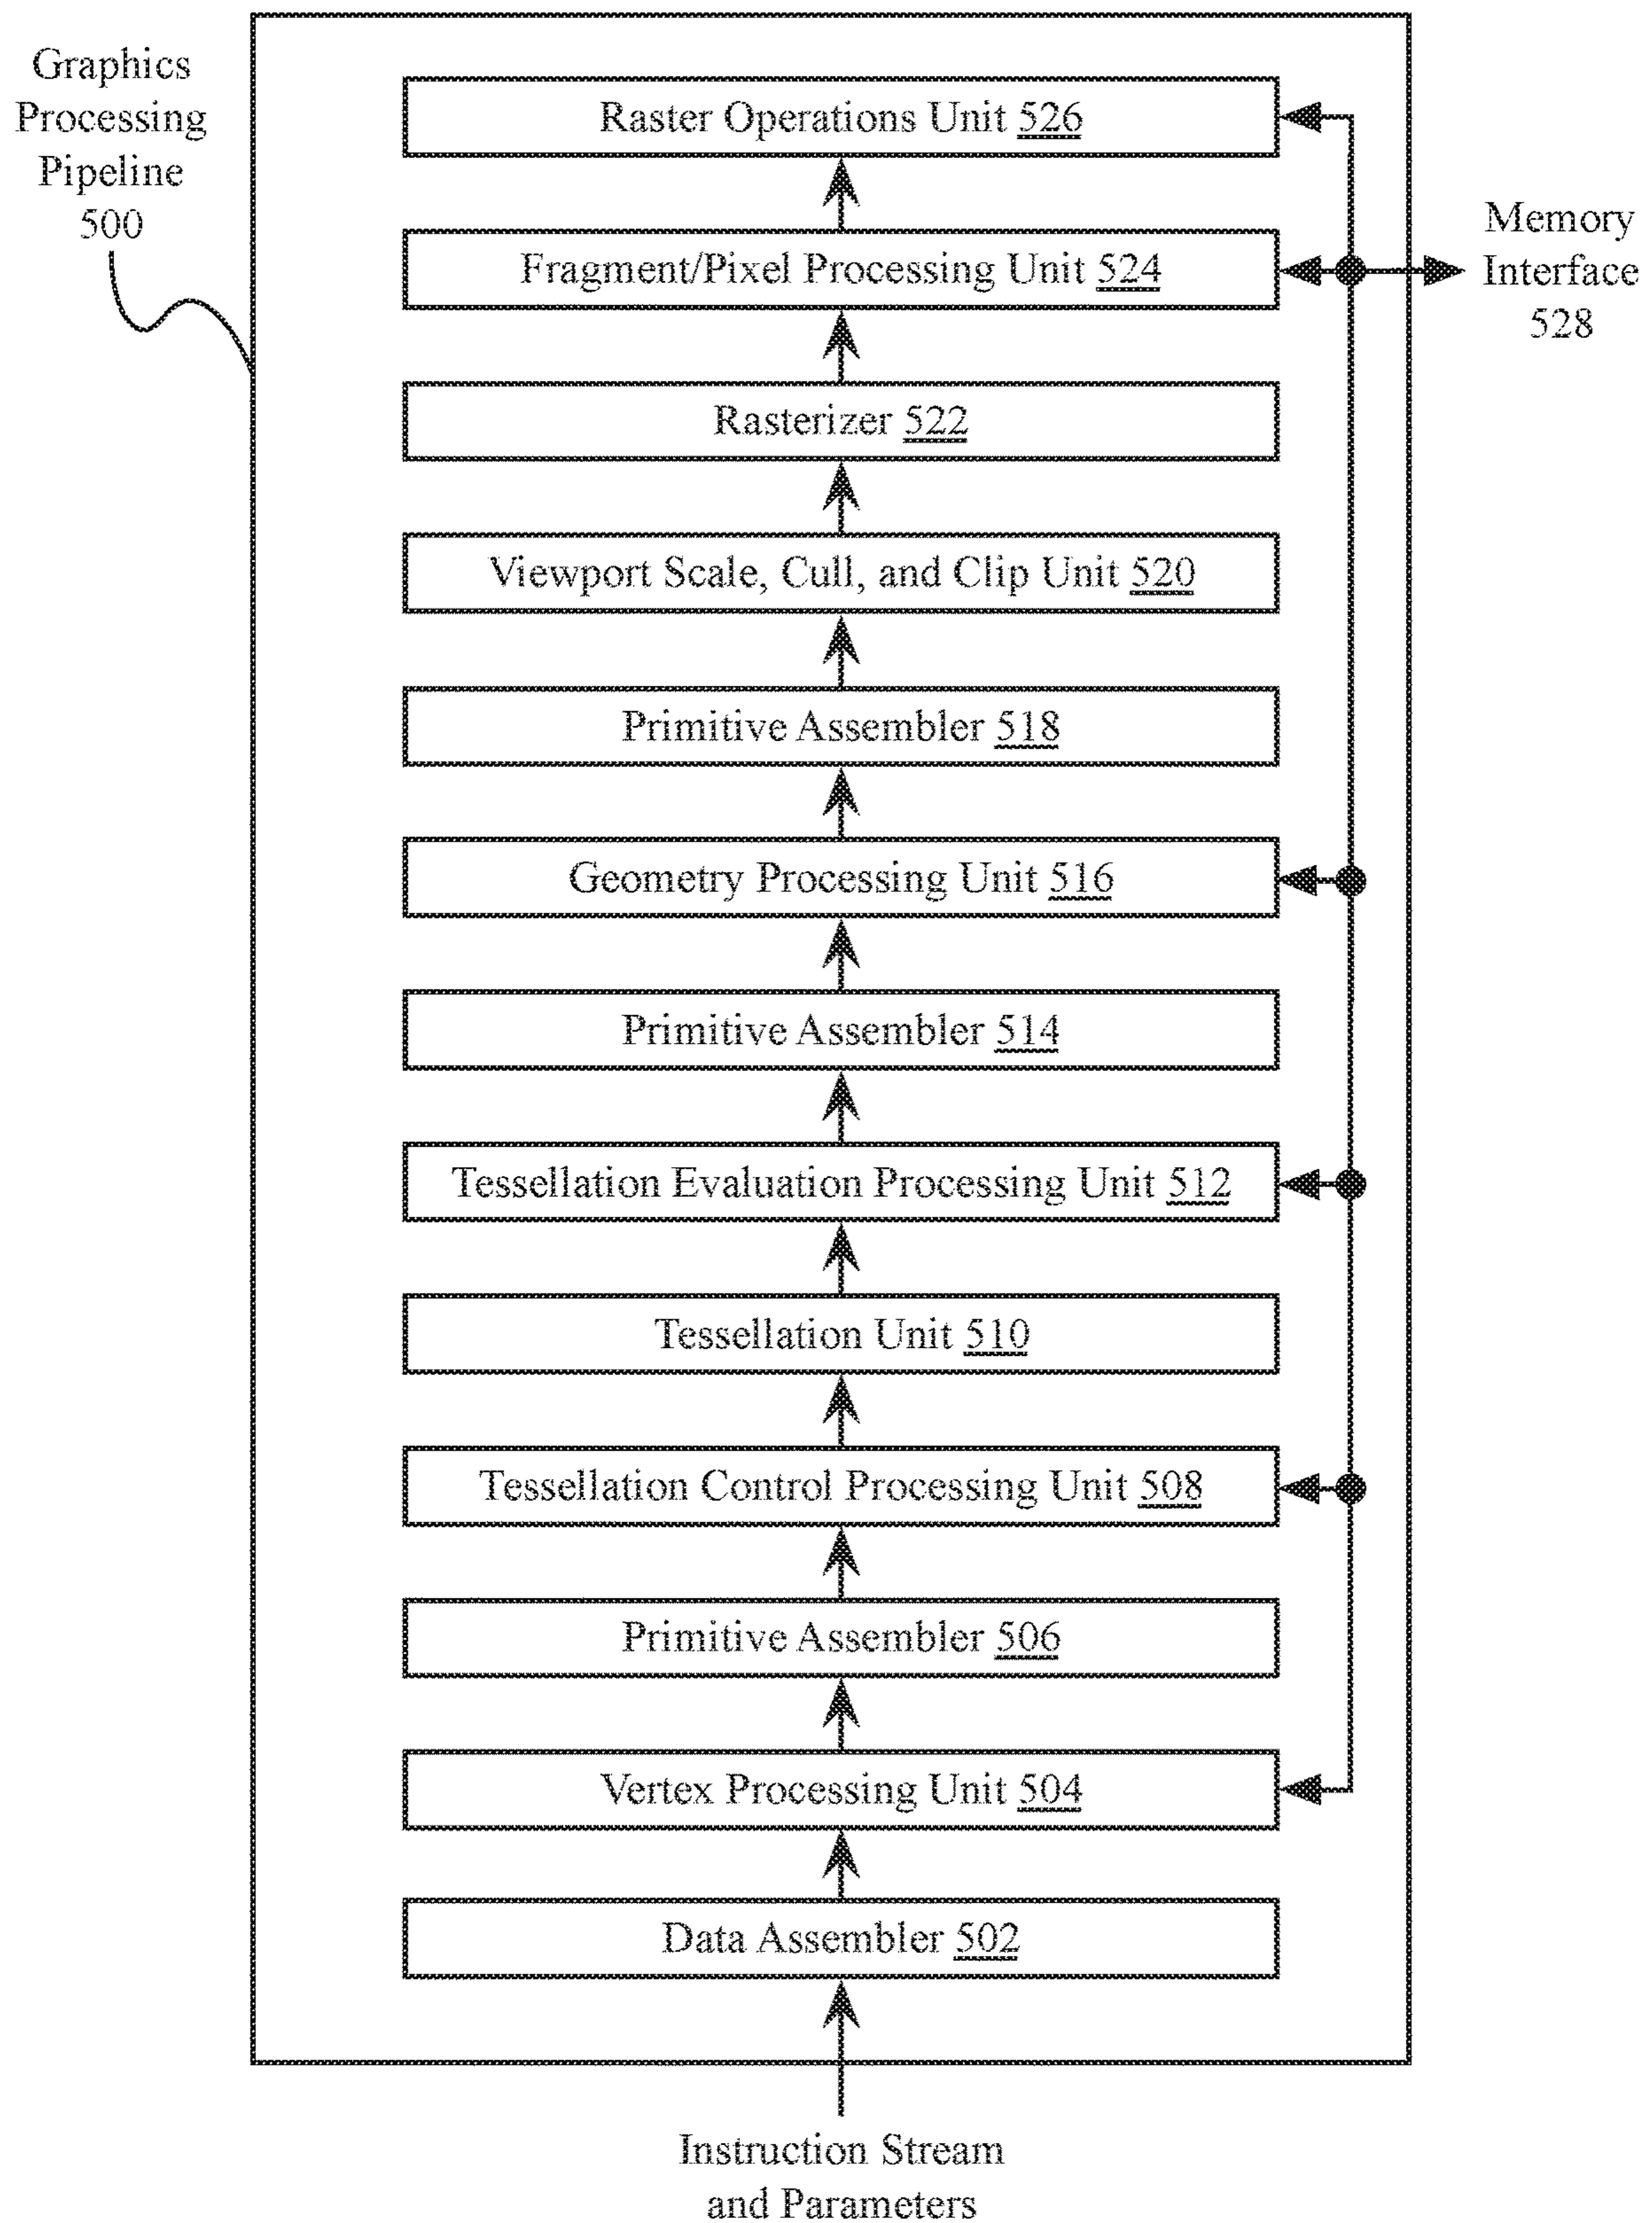 Graphics
Processing
Pipeline
500
Raster Operations Unit 526
Fragment/Pixel Processing Unit 524
Memory
Interface
528
Rasterizer 522
Viewport Scale, Cull, and Clip Unit 520
Primitive Assembler 518
Geometry Processing Unit 516
Primitive Assembler 514
Tessellation Evaluation Processing Unit 512
Tessellation Unit 510
Tessellation Control Processing Unit 508
Primitive Assembler 506
Vertex Processing Unit 504
Data Assembler 502
Instruction Stream
and Parameters